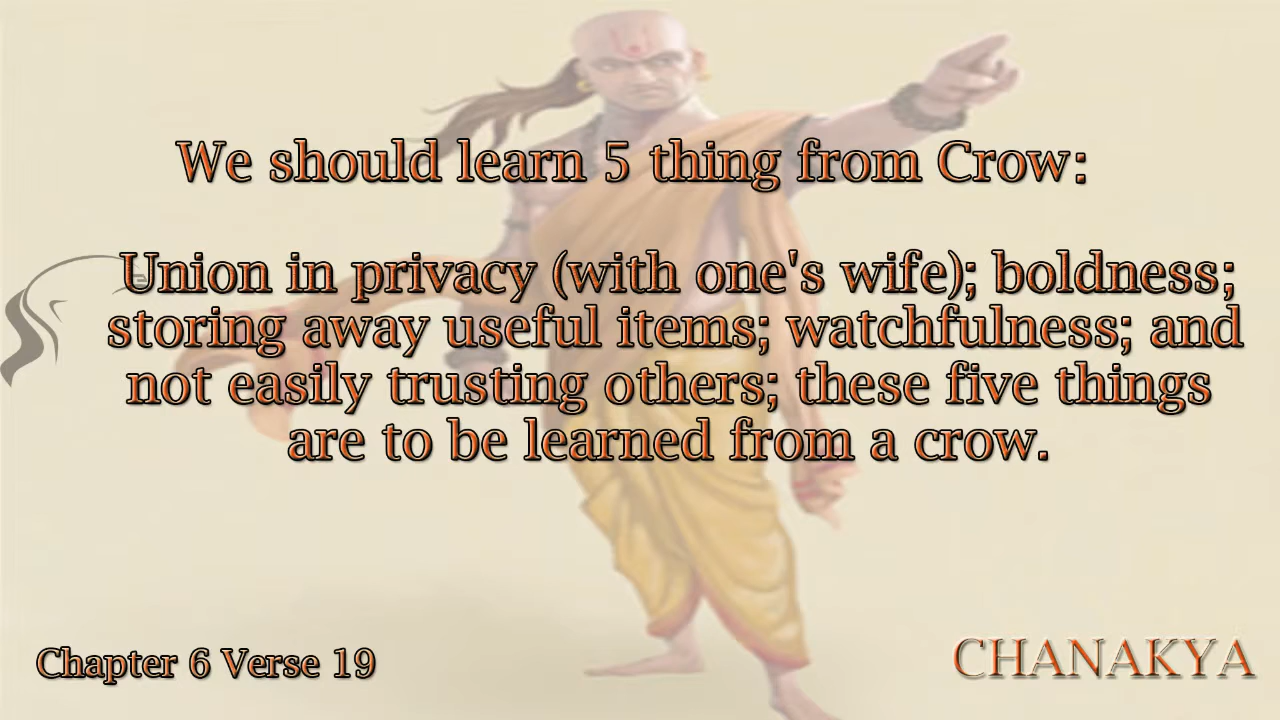 We should learn 5 thing from Crow:
Union in privacy (with one's wife); boldness;
storing away useful items; watchfulness; and
not easily trusting others; these five things
are to be learned from a crow.
Chapter 6 Verse 19
CHANAKYA